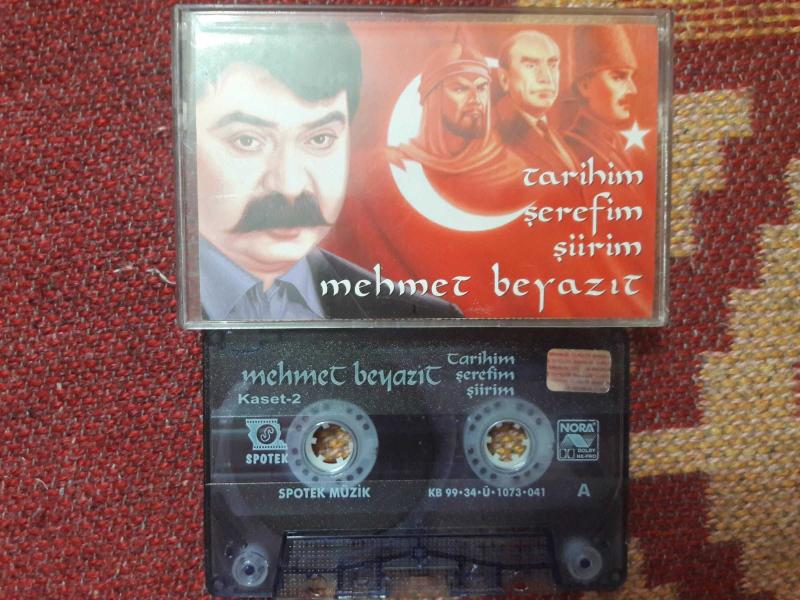 tarihim
şerefim
şiirim
mehmet beyazıt
mehmet beyazıt
tarihim
şerefim
şiirim
Kaset-2
SPOTEK
NORA
DOLBY
HX-PRO
SPOTEK MÜZİK
KB 99·34·Ü·1073·041
A